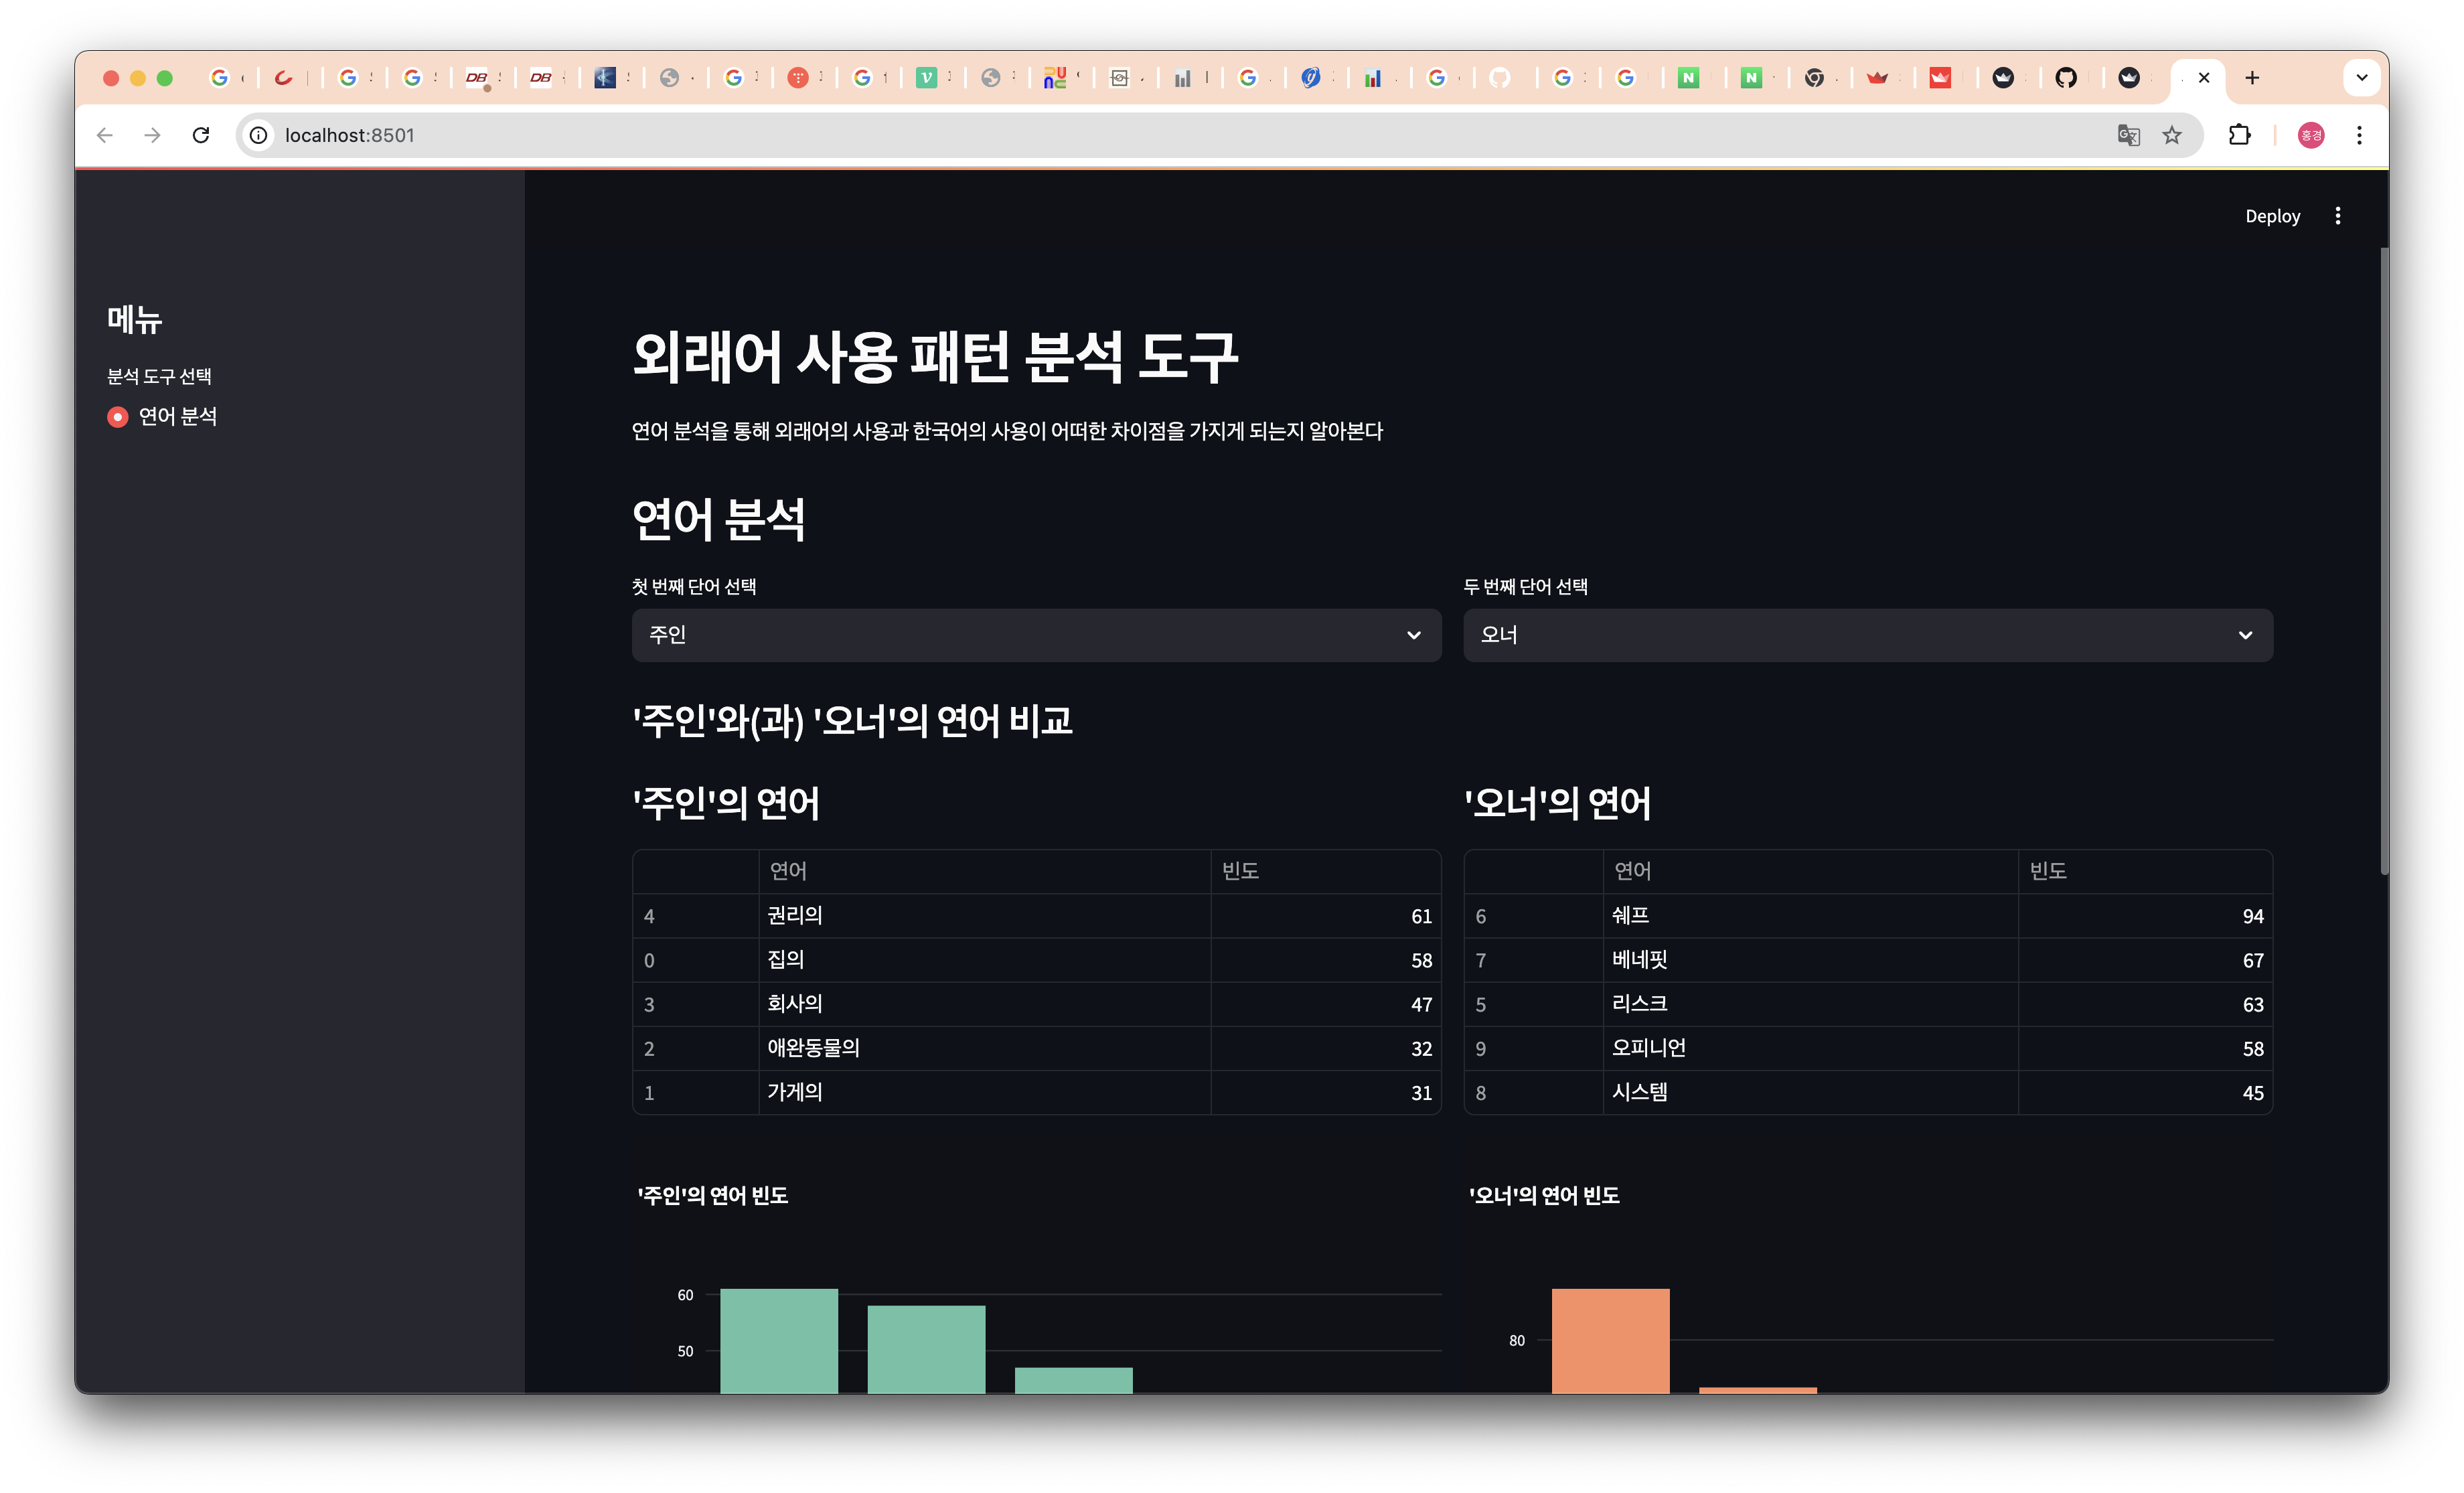 localhost:8501
홍경
Deploy
메뉴
분석 도구 선택
연어 분석
외래어 사용 패턴 분석 도구
연어 분석을 통해 외래어의 사용과 한국어의 사용이 어떠한 차이점을 가지게 되는지 알아본다
연어 분석
첫 번째 단어 선택 두 번째 단어 선택
주인 오너
'주인'와(과) '오너'의 연어 비교
'주인'의 연어 '오너'의 연어
연어 빈도 연어 빈도
4 권리의 61 6 쉐프 94
0 집의 58 7 베네핏 67
3 회사의 47 5 리스크 63
2 애완동물의 32 9 오피니언 58
1 가게의 31 8 시스템 45
'주인'의 연어 빈도 '오너'의 연어 빈도
60
80
50